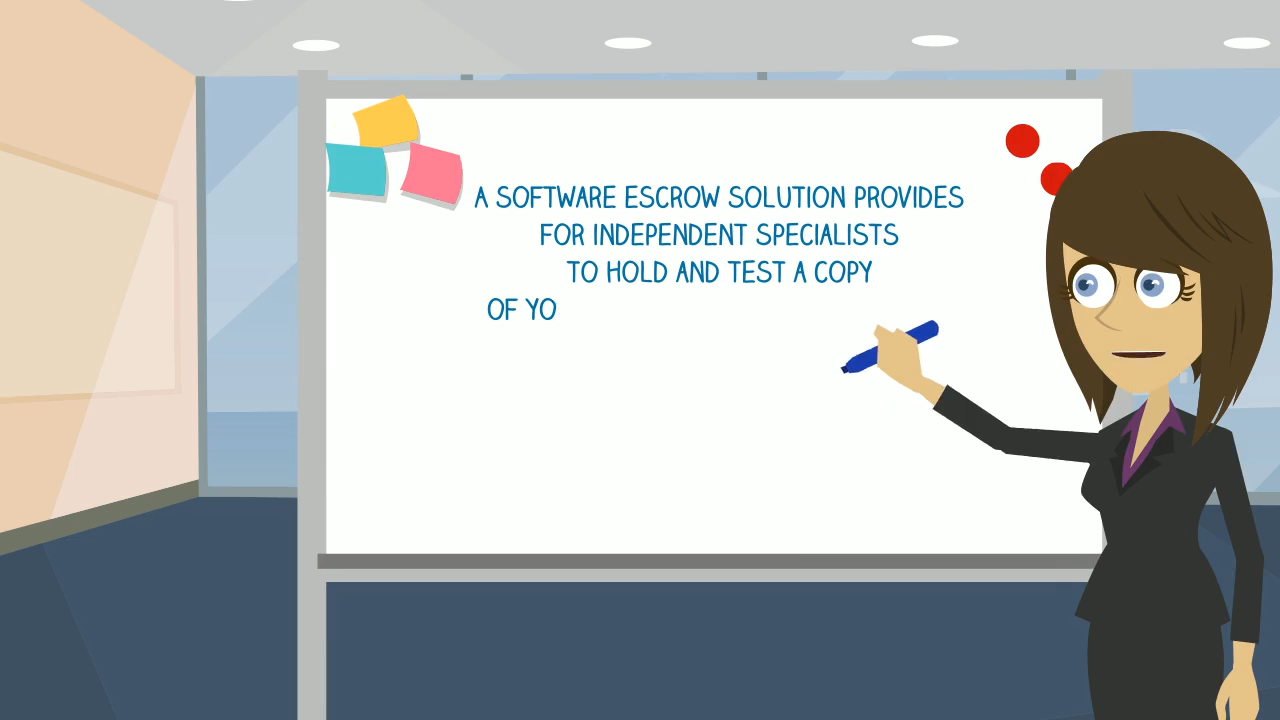 A SOFTWARE ESCROW SOLUTION PROVIDES
FOR INDEPENDENT SPECIALISTS
TO HOLD AND TEST A COPY
OF YO